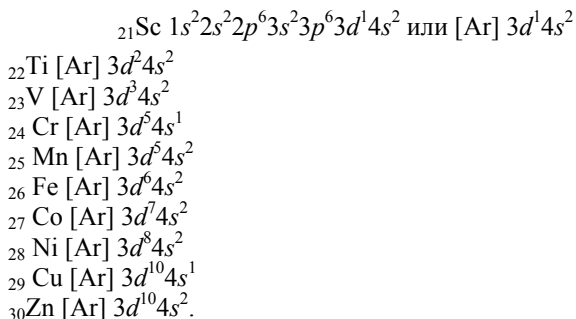 ₂₁Sc 1s²2s²2p⁶3s²3p⁶3d¹4s² или [Ar] 3d¹4s²
₂₂Ti [Ar] 3d²4s²
₂₃V [Ar] 3d³4s²
₂₄ Cr [Ar] 3d⁵4s¹
₂₅ Mn [Ar] 3d⁵4s²
₂₆ Fe [Ar] 3d⁶4s²
₂₇ Co [Ar] 3d⁷4s²
₂₈ Ni [Ar] 3d⁸4s²
₂₉ Cu [Ar] 3d¹⁰4s¹
₃₀Zn [Ar] 3d¹⁰4s².